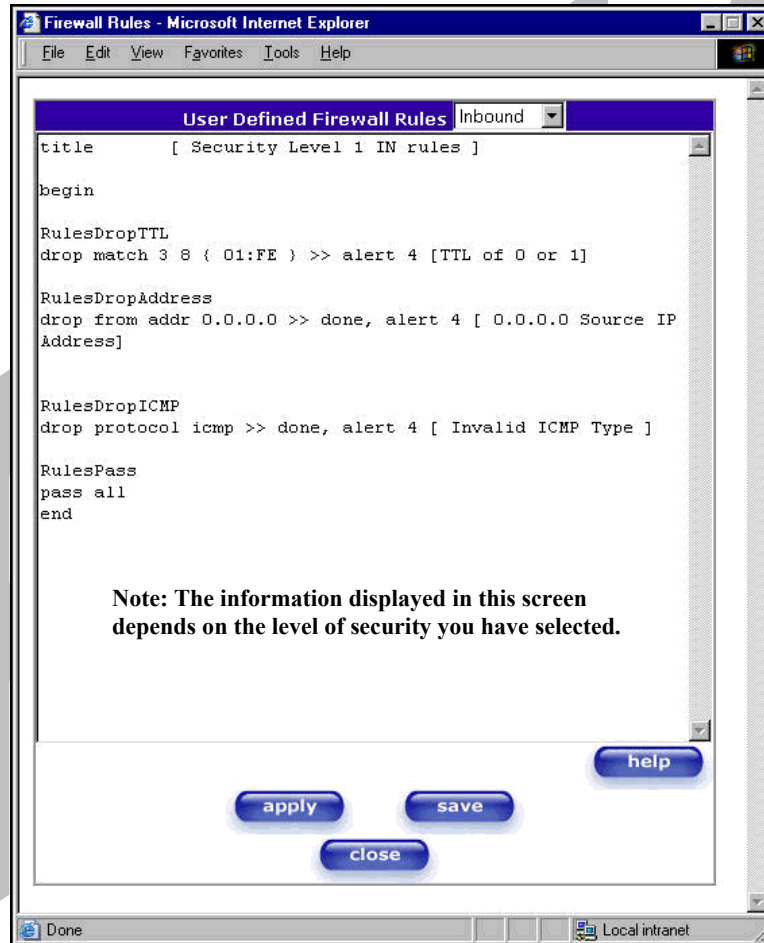 Firewall Rules - Microsoft Internet Explorer
File Edit View Favorites Tools Help
User Defined Firewall Rules Inbound
title [ Security Level 1 IN rules ]
begin
RulesDropTTL
drop match 3 8 { 01:FE } >> alert 4 [TTL of 0 or 1]
RulesDropAddress
drop from addr 0.0.0.0 >> done, alert 4 [ 0.0.0.0 Source IP
Address]
RulesDropICMP
drop protocol icmp >> done, alert 4 [ Invalid ICMP Type ]
RulesPass
pass all
end
Note: The information displayed in this screen
depends on the level of security you have selected.
help
apply save
close
Done Local intranet